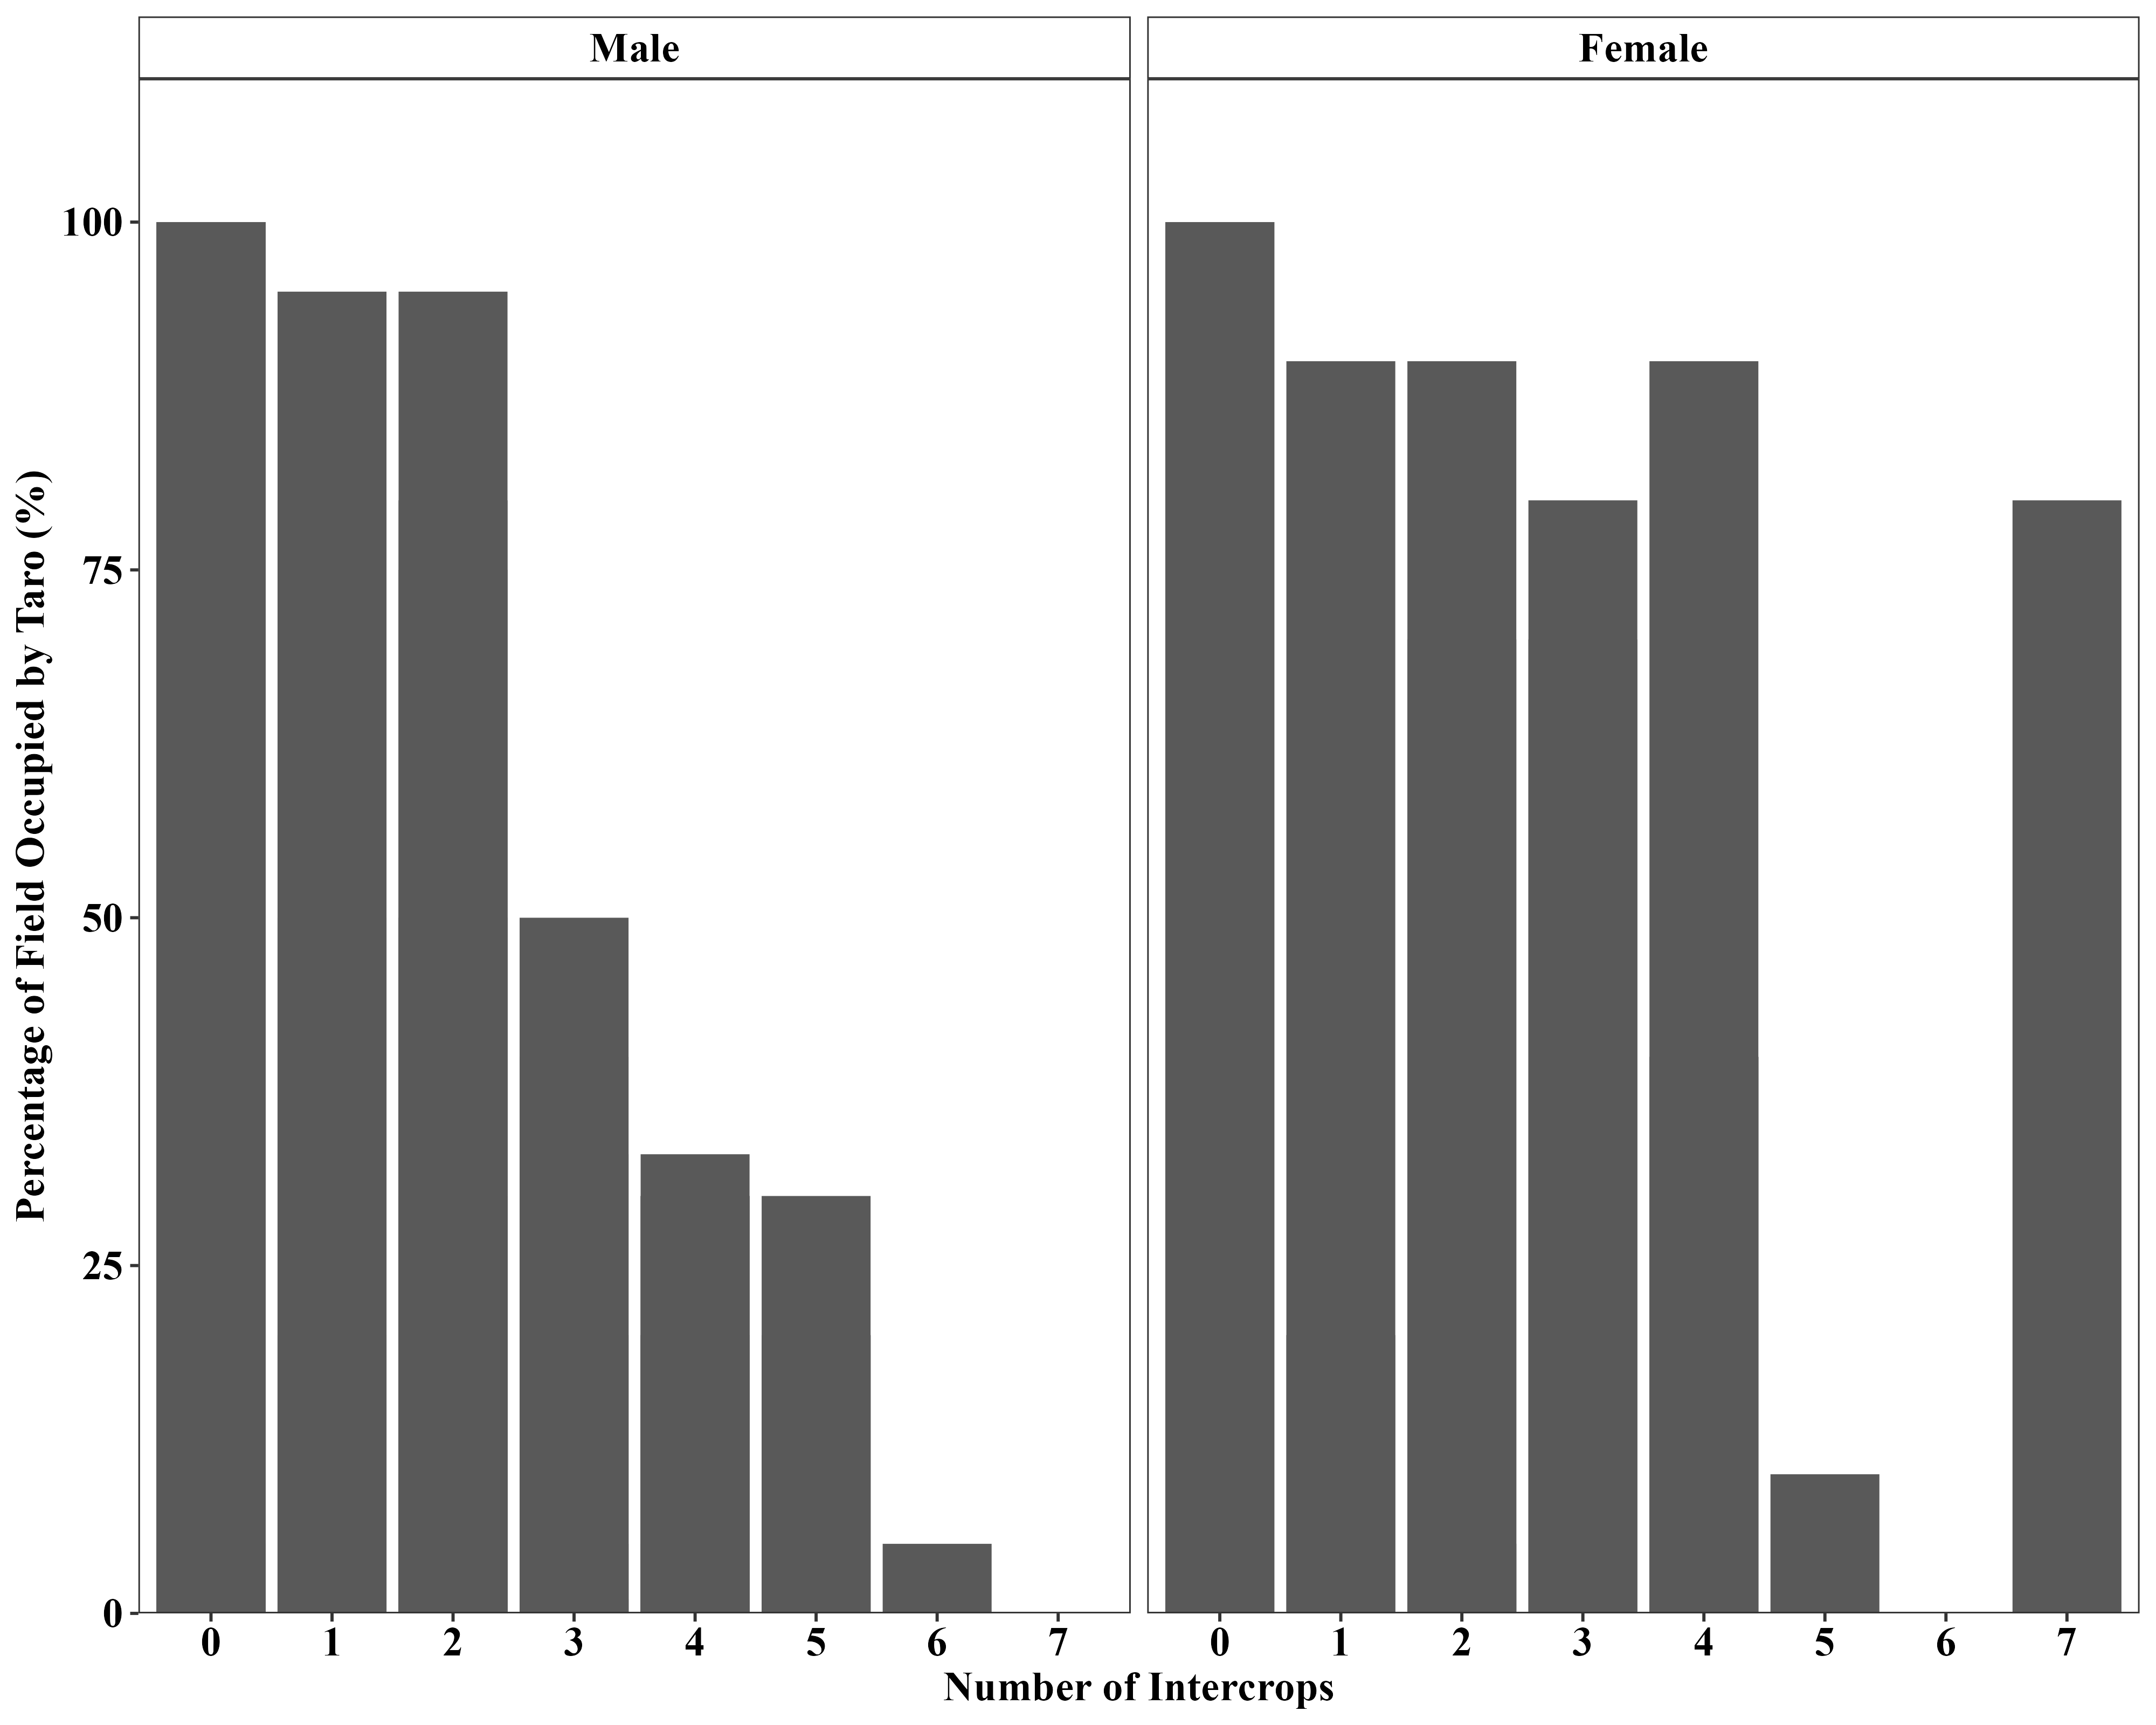 Male
Female
Percentage of Field Occupied by Taro (%)
100
75
50
25
0
0 1 2 3 4 5 6 7
0 1 2 3 4 5 6 7
Number of Intercrops